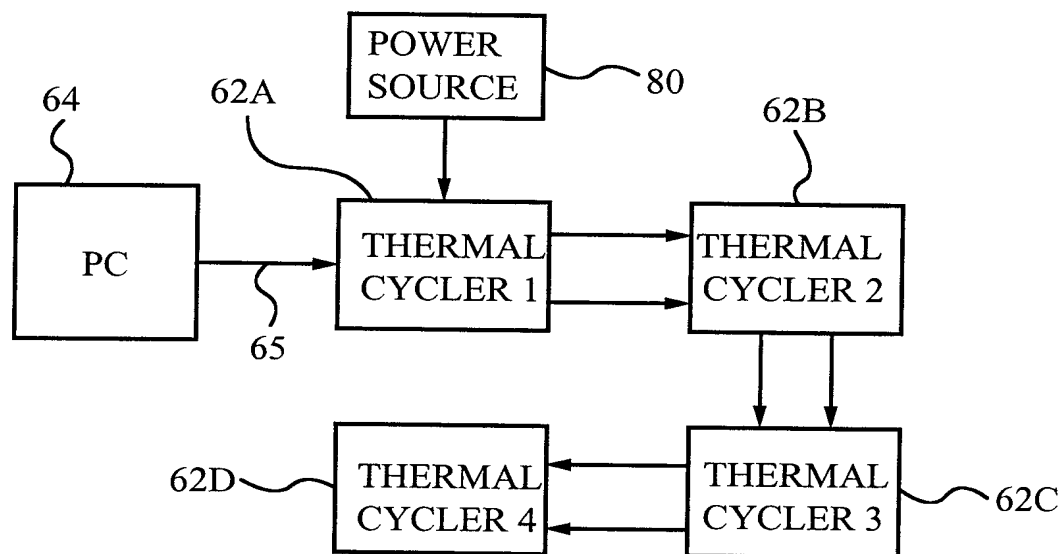 POWER
SOURCE
80
64
62A
62B
PC
65
THERMAL
CYCLER 1
THERMAL
CYCLER 2
62D
THERMAL
CYCLER 4
THERMAL
CYCLER 3
62C